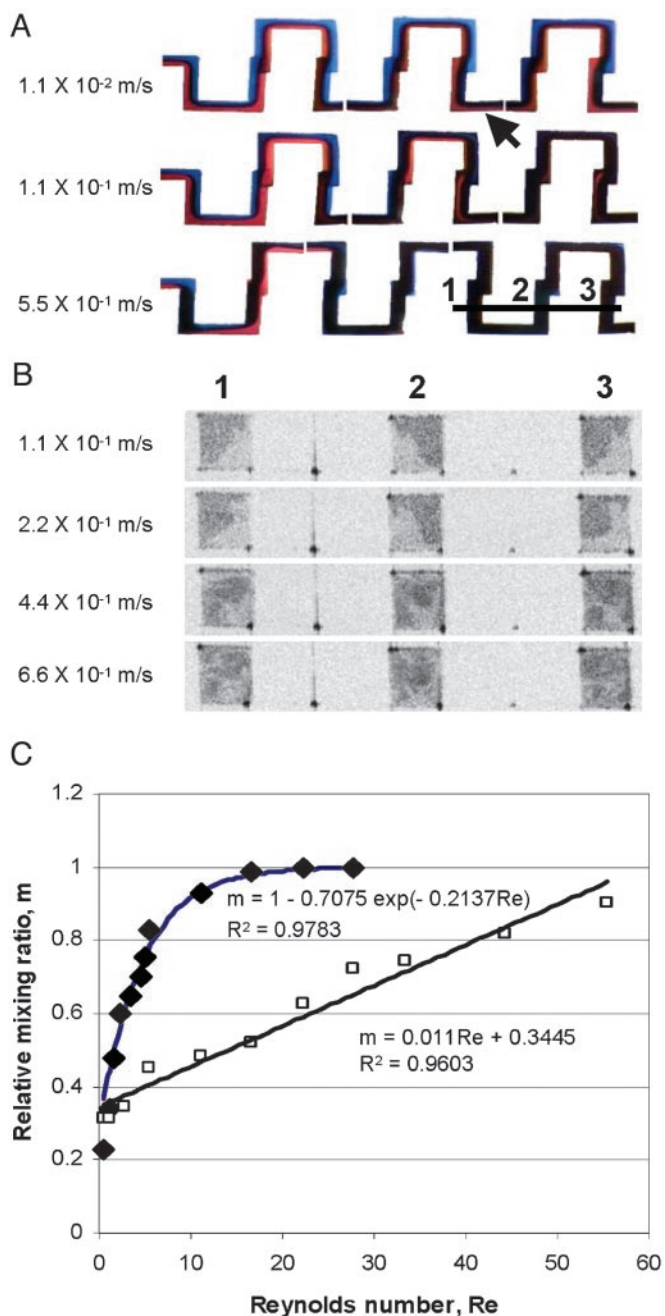 A
1.1 X 10⁻² m/s
1.1 X 10⁻¹ m/s
5.5 X 10⁻¹ m/s
1 2 3
B
1 2 3
1.1 X 10⁻¹ m/s
2.2 X 10⁻¹ m/s
4.4 X 10⁻¹ m/s
6.6 X 10⁻¹ m/s
C
Relative mixing ratio, m
1.2
1
0.8
0.6
0.4
0.2
0
m = 1 - 0.7075 exp(- 0.2137Re)
R² = 0.9783
m = 0.011Re + 0.3445
R² = 0.9603
0 10 20 30 40 50 60
Reynolds number, Re